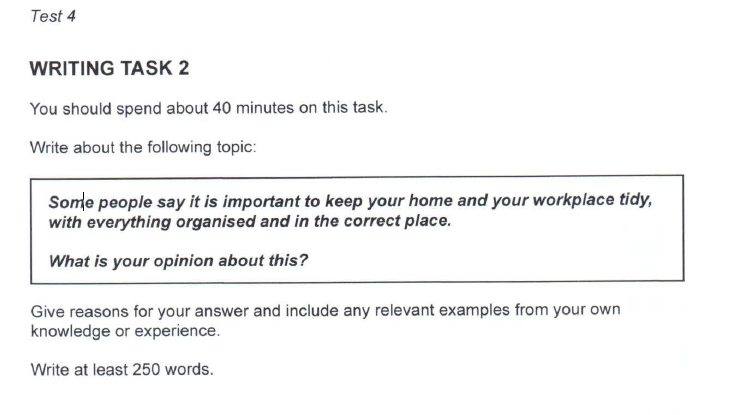 Test 4
WRITING TASK 2
You should spend about 40 minutes on this task.
Write about the following topic:
Some people say it is important to keep your home and your workplace tidy,
with everything organised and in the correct place.
What is your opinion about this?
Give reasons for your answer and include any relevant examples from your own
knowledge or experience.
Write at least 250 words.